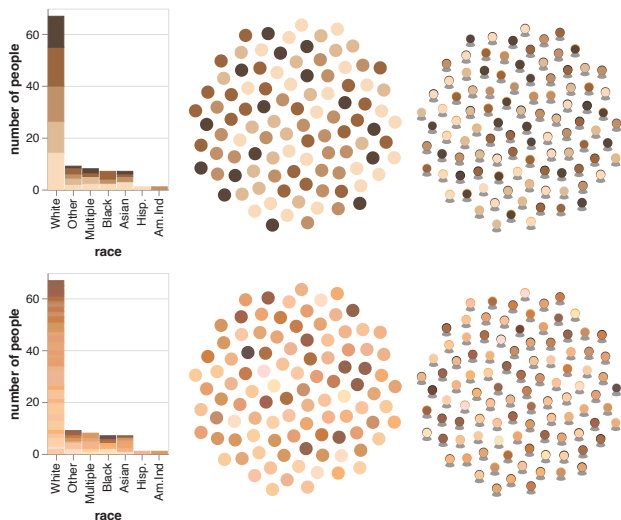 number of people
60
40
20
0
White
Other
Multiple
Black
Asian
Hisp.
Am.Ind
race
number of people
60
40
20
0
White
Other
Multiple
Black
Asian
Hisp.
Am.Ind
race